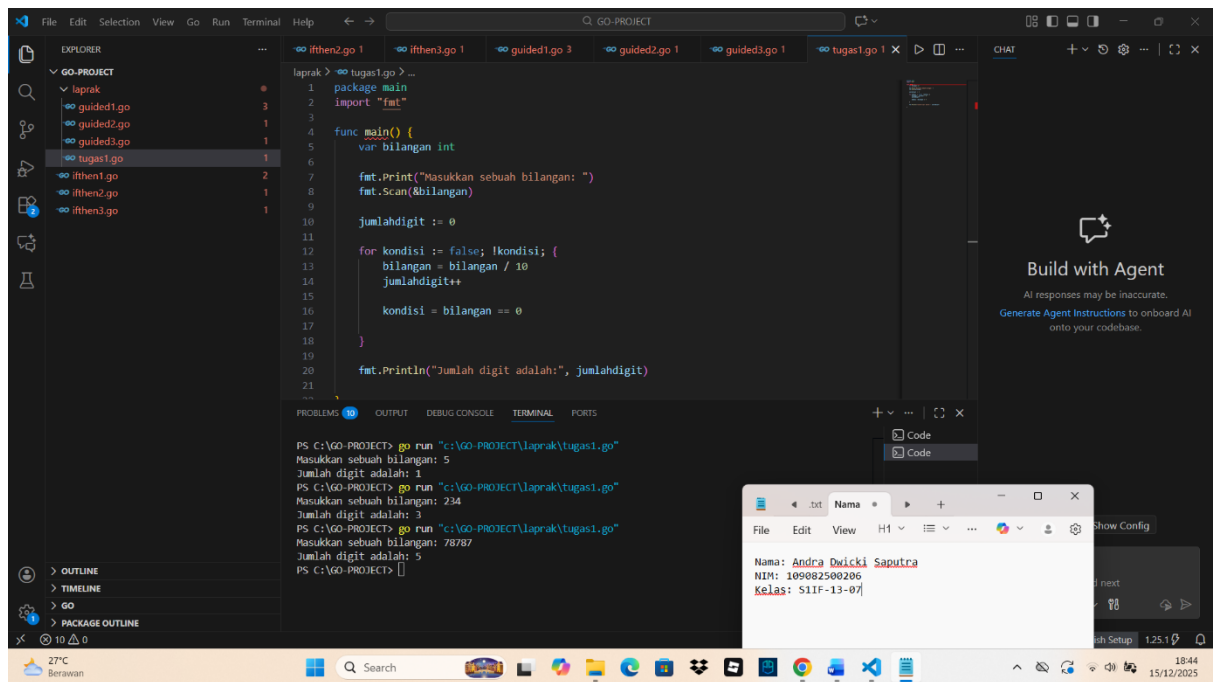 File Edit Selection View Go Run Terminal Help
GO-PROJECT
EXPLORER
GO-PROJECT
laprak
guided1.go 3
guided2.go 1
guided3.go 1
tugas1.go 1
ifthen1.go 2
ifthen2.go 1
ifthen3.go 1
OUTLINE
TIMELINE
GO
PACKAGE OUTLINE
ifthen2.go 1 ifthen3.go 1 guided1.go 3 guided2.go 1 guided3.go 1 tugas1.go 1
laprak > tugas1.go > ...
1 package main
2 import "fmt"
3
4 func main() {
5 var bilangan int
6
7 fmt.Print("Masukkan sebuah bilangan: ")
8 fmt.Scan(&bilangan)
9
10 jumlahdigit := 0
11
12 for kondisi := false; !kondisi; {
13 bilangan = bilangan / 10
14 jumlahdigit++
15
16 kondisi = bilangan == 0
17
18 }
19
20 fmt.Println("Jumlah digit adalah:", jumlahdigit)
21
PROBLEMS 10 OUTPUT DEBUG CONSOLE TERMINAL PORTS
PS C:\GO-PROJECT> go run "c:\GO-PROJECT\laprak\tugas1.go"
Masukkan sebuah bilangan: 5
Jumlah digit adalah: 1
PS C:\GO-PROJECT> go run "c:\GO-PROJECT\laprak\tugas1.go"
Masukkan sebuah bilangan: 234
Jumlah digit adalah: 3
PS C:\GO-PROJECT> go run "c:\GO-PROJECT\laprak\tugas1.go"
Masukkan sebuah bilangan: 78787
Jumlah digit adalah: 5
PS C:\GO-PROJECT>
Code
Code
CHAT
Build with Agent
AI responses may be inaccurate.
Generate Agent Instructions to onboard AI
onto your codebase.
Show Config
.txt Nama
File Edit View H1
Nama: Andra Dwicki Saputra
NIM: 109082500206
Kelas: S1IF-13-07
10 0
Setup 1.25.1
27°C
Berawan
Search
18:44
15/12/2025